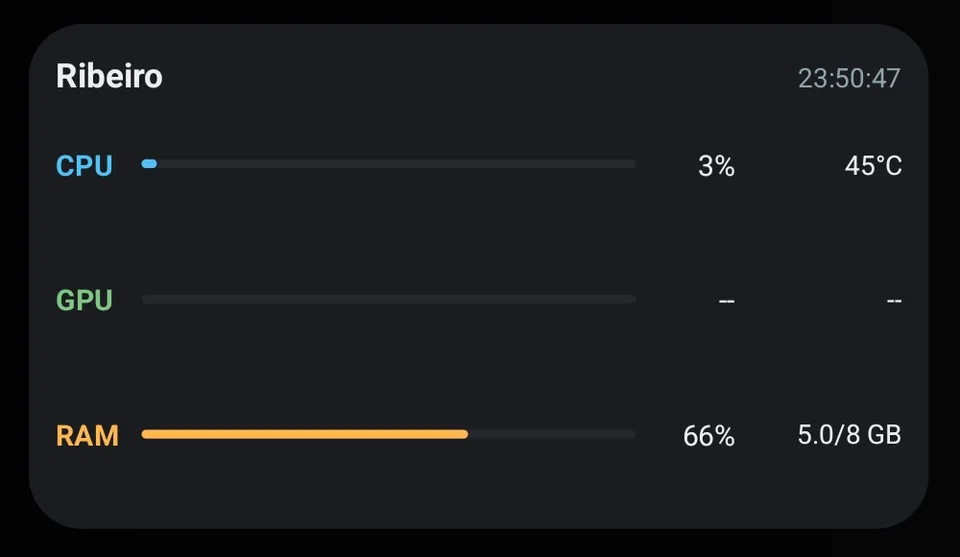 Ribeiro 23:50:47
CPU 3% 45°C
GPU -- --
RAM 66% 5.0/8 GB